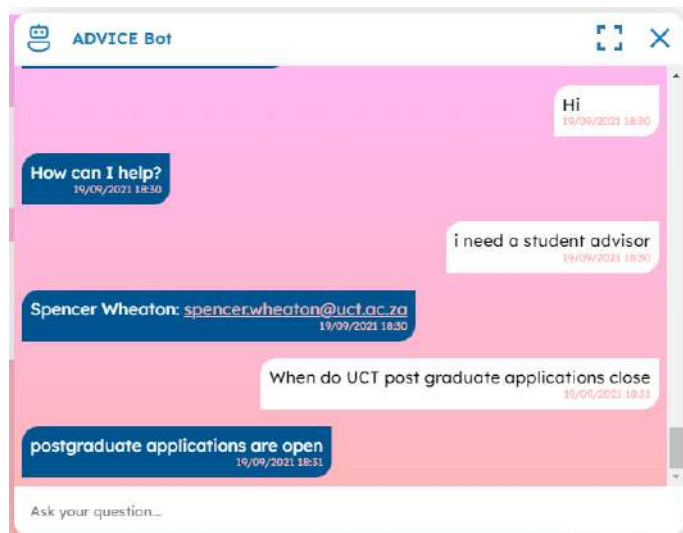 ADVICE Bot
Hi
19/09/2021 18:30
How can I help?
19/09/2021 18:30
i need a student advisor
19/09/2021 18:30
Spencer Wheaton: spencer.wheaton@uct.ac.za
19/09/2021 18:30
When do UCT post graduate applications close
19/09/2021 18:31
postgraduate applications are open
19/09/2021 18:31
Ask your question...